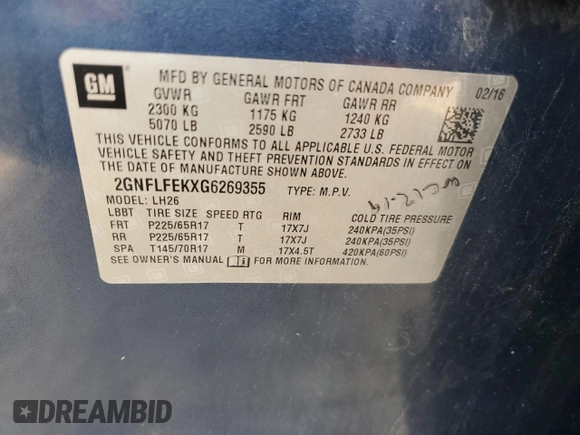 GM
MFD BY GENERAL MOTORS OF CANADA COMPANY 02/16
GVWR GAWR FRT GAWR RR
2300 KG 1175 KG 1240 KG
5070 LB 2590 LB 2733 LB
THIS VEHICLE CONFORMS TO ALL APPLICABLE U.S. FEDERAL MOTOR
VEHICLE SAFETY AND THEFT PREVENTION STANDARDS IN EFFECT ON
THE DATE OF MANUFACTURE SHOWN ABOVE.
2GNFLFEKXG6269355 TYPE: M.P.V.
MODEL: LH26
LBBT TIRE SIZE SPEED RTG RIM COLD TIRE PRESSURE
FRT P225/65R17 T 17X7J 240KPA(35PSI)
RR P225/65R17 T 17X7J 240KPA(35PSI)
SPA T145/70R17 M 17X4.5T 420KPA(60PSI)
SEE OWNER'S MANUAL FOR MORE INFORMATION.
DREAMBID